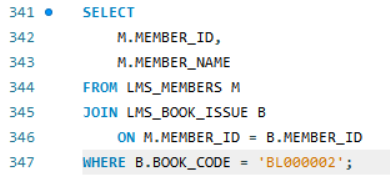 341 SELECT
342 M.MEMBER_ID,
343 M.MEMBER_NAME
344 FROM LMS_MEMBERS M
345 JOIN LMS_BOOK_ISSUE B
346 ON M.MEMBER_ID = B.MEMBER_ID
347 WHERE B.BOOK_CODE = 'BL000002';